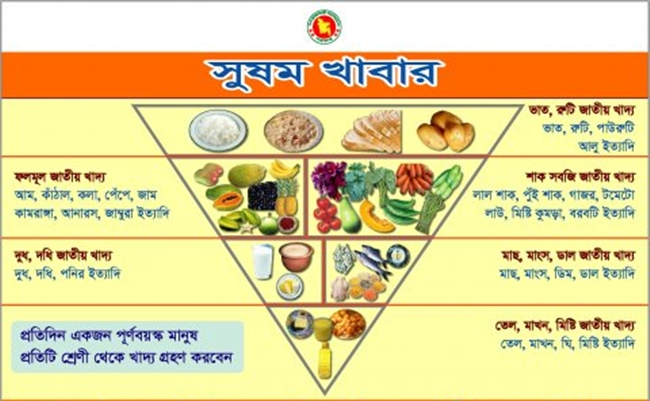 সুষম খাবার
ভাত, রুটি জাতীয় খাদ্য
ভাত, রুটি, পাউরুটি
আলু ইত্যাদি
ফলমূল জাতীয় খাদ্য
আম, কাঁঠাল, কলা, পেঁপে, জাম
কামরাঙ্গা, আনারস, জাম্বুরা ইত্যাদি
শাক সবজি জাতীয় খাদ্য
লাল শাক, পুঁই শাক, গাজর, টমেটো
লাউ, মিষ্টি কুমড়া, বরবটি ইত্যাদি
দুধ, দধি জাতীয় খাদ্য
দুধ, দধি, পনির ইত্যাদি
মাছ, মাংস, ডাল জাতীয় খাদ্য
মাছ, মাংস, ডিম, ডাল ইত্যাদি
প্রতিদিন একজন পূর্ণবয়স্ক মানুষ
প্রতিটি শ্রেণী থেকে খাদ্য গ্রহণ করবেন
তেল, মাখন, মিষ্টি জাতীয় খাদ্য
তেল, মাখন, ঘি, মিষ্টি ইত্যাদি